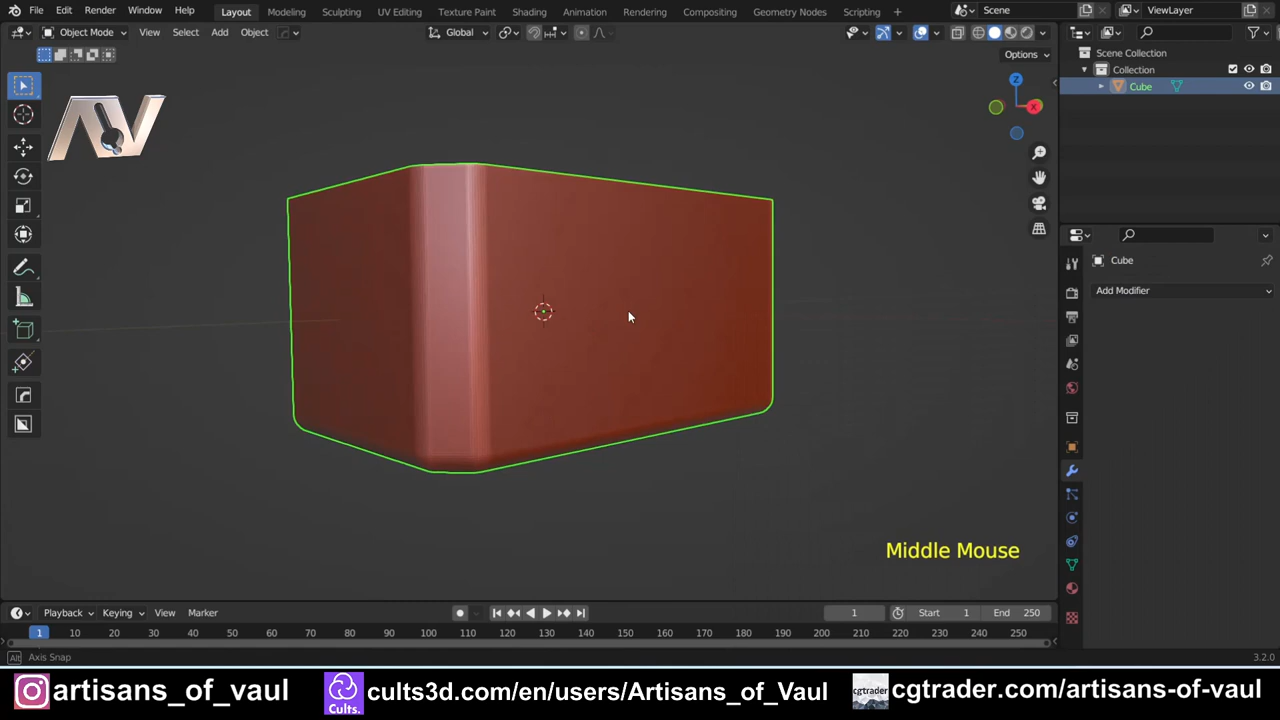 File Edit Render Window Help Layout Modeling Sculpting UV Editing Texture Paint Shading Animation Rendering Compositing Geometry Nodes Scripting + Scene ViewLayer
Object Mode View Select Add Object Global
Options
Scene Collection
Collection
Cube
Z
X
AV
Cube
Add Modifier
Middle Mouse
Playback Keying View Marker 1 Start 1 End 250
1 10 20 30 40 50 60 70 80 90 100 110 120 130 140 150 160 170 180 190 200 210 220 230 240 250
Alt Axis Snap 3.2.0
artisans_of_vaul Cults. cults3d.com/en/users/Artisans_of_Vaul cgtrader cgtrader.com/artisans-of-vaul